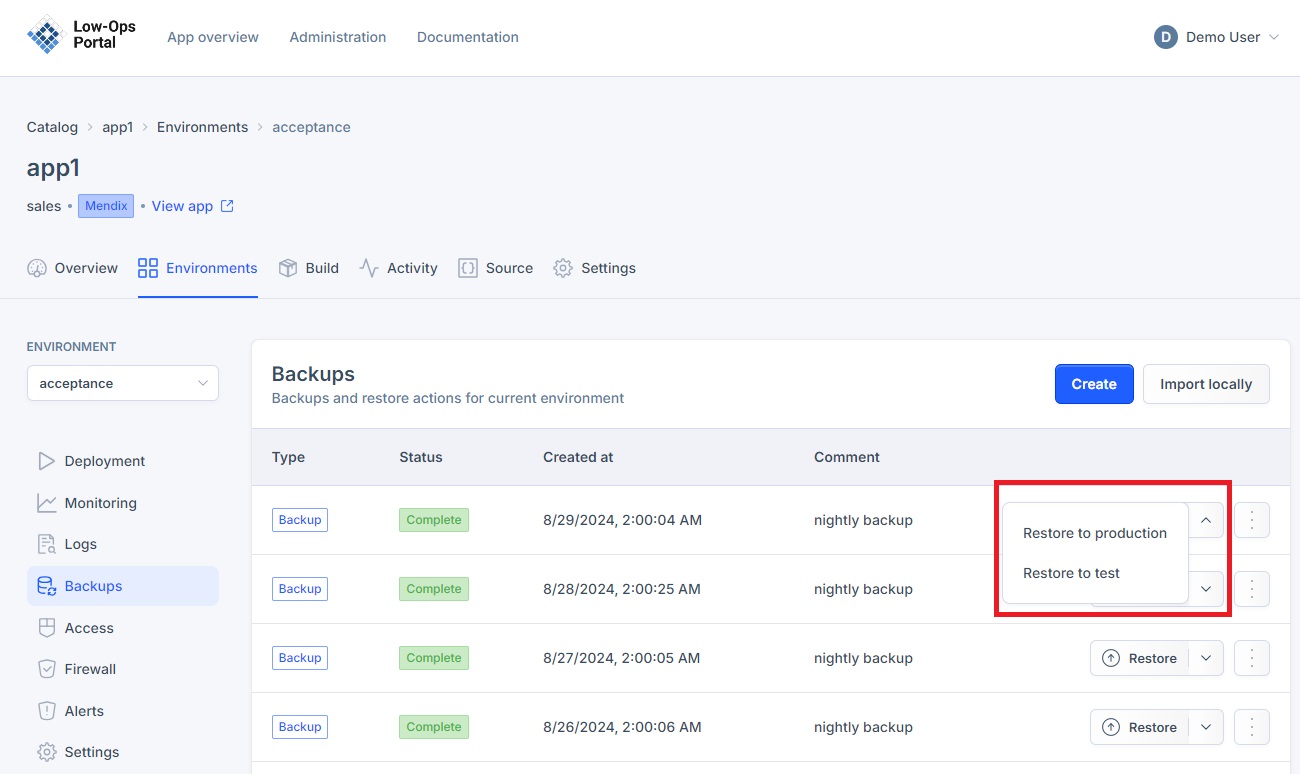 Low-Ops
Portal
App overview
Administration
Documentation
D
Demo User
Catalog
app1
Environments
acceptance
app1
sales • Mendix • View app
Overview
Environments
Build
Activity
Source
Settings
ENVIRONMENT
acceptance
Deployment
Monitoring
Logs
Backups
Access
Firewall
Alerts
Settings
Backups
Backups and restore actions for current environment
Create
Import locally
Type Status Created at Comment
Backup Complete 8/29/2024, 2:00:04 AM nightly backup
Restore to production
Restore to test
Backup Complete 8/28/2024, 2:00:25 AM nightly backup
Backup Complete 8/27/2024, 2:00:05 AM nightly backup Restore
Backup Complete 8/26/2024, 2:00:06 AM nightly backup Restore